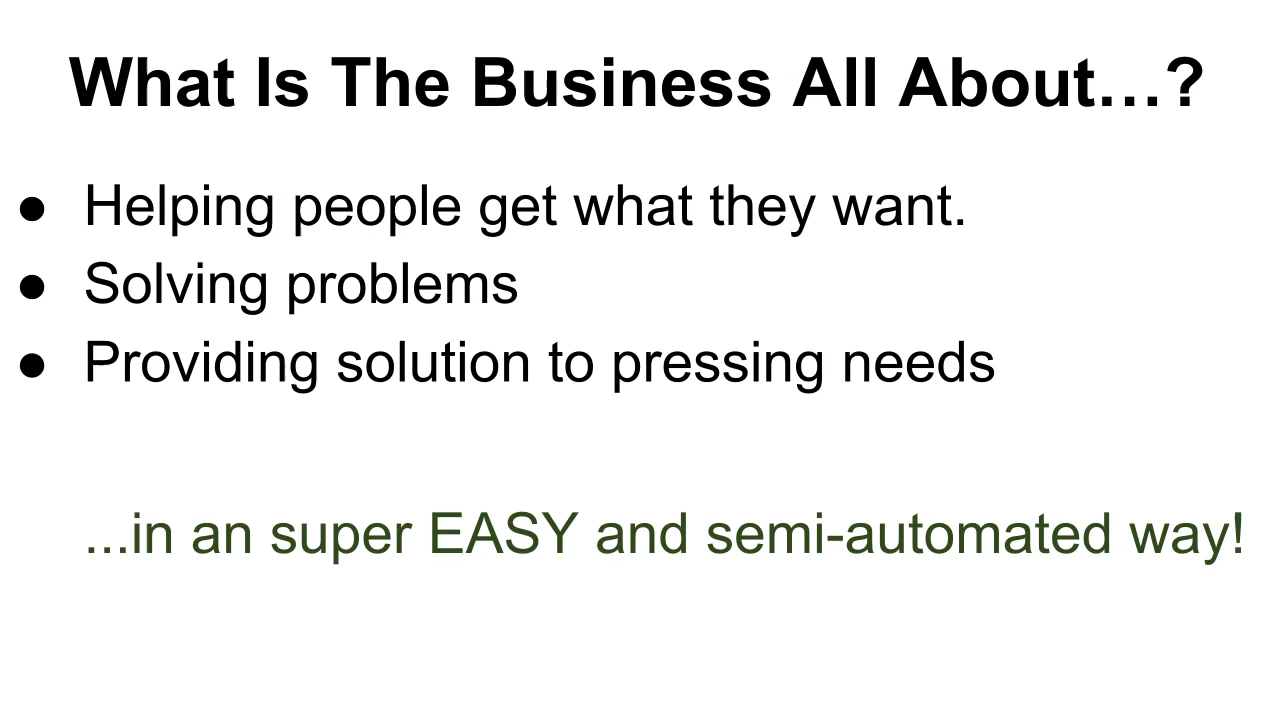 What Is The Business All About…?
● Helping people get what they want.
● Solving problems
● Providing solution to pressing needs
...in an super EASY and semi-automated way!